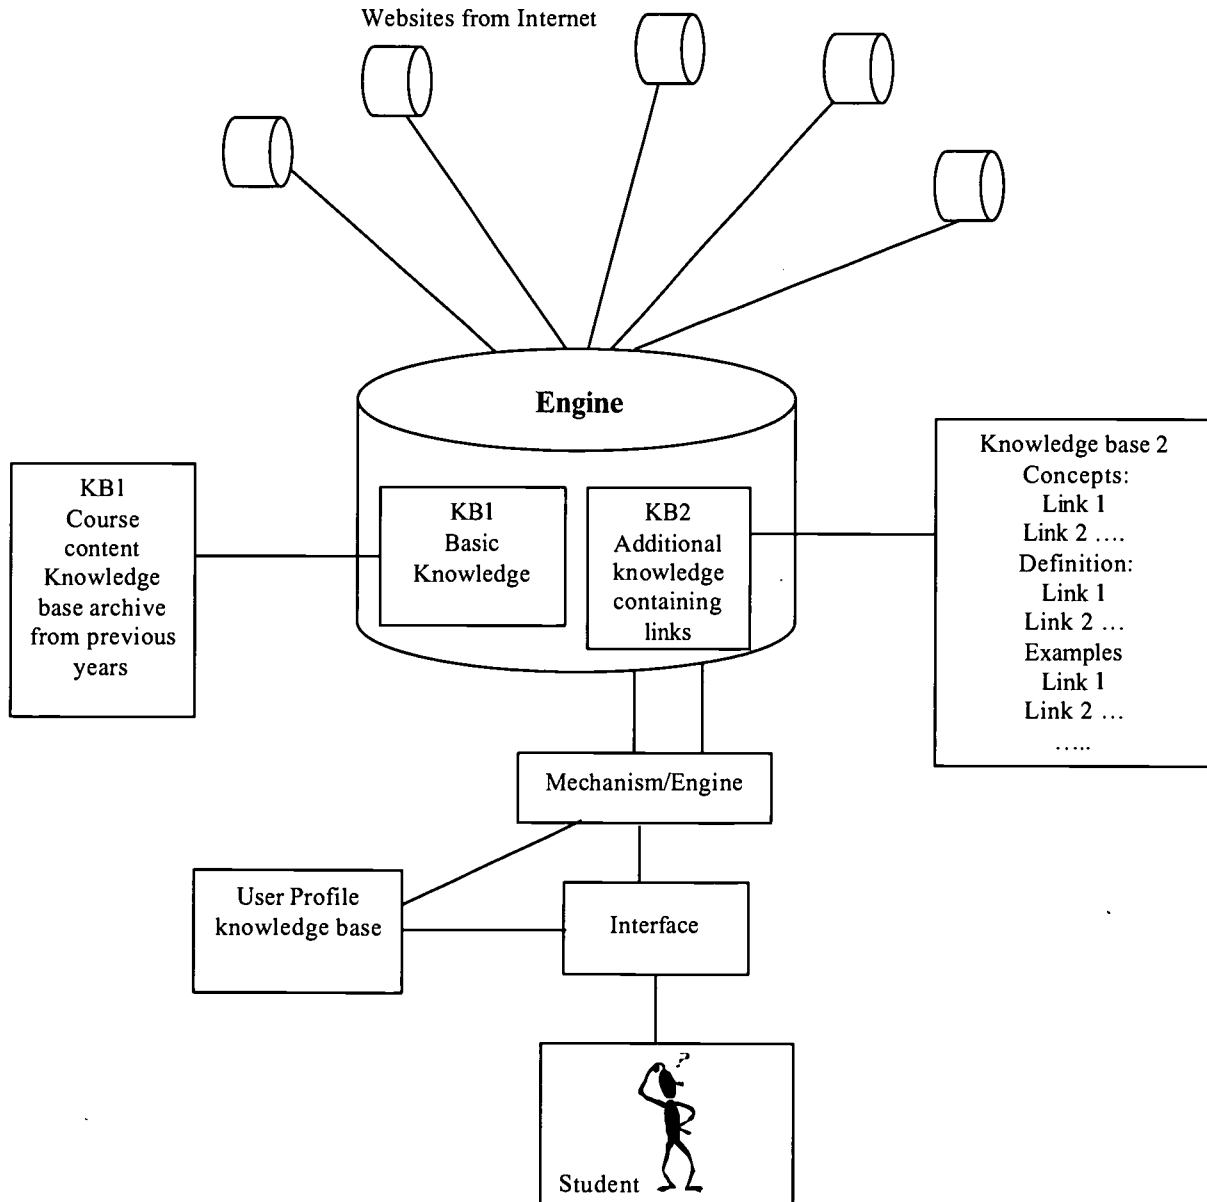 Websites from Internet
Engine
KB1
Course
content
Knowledge
base archive
from previous
years
KB1
Basic
Knowledge
KB2
Additional
knowledge
containing
links
Knowledge base 2
Concepts:
Link 1
Link 2 ....
Definition:
Link 1
Link 2 ...
Examples
Link 1
Link 2 ...
.....
Mechanism/Engine
User Profile
knowledge base
Interface
?
Student